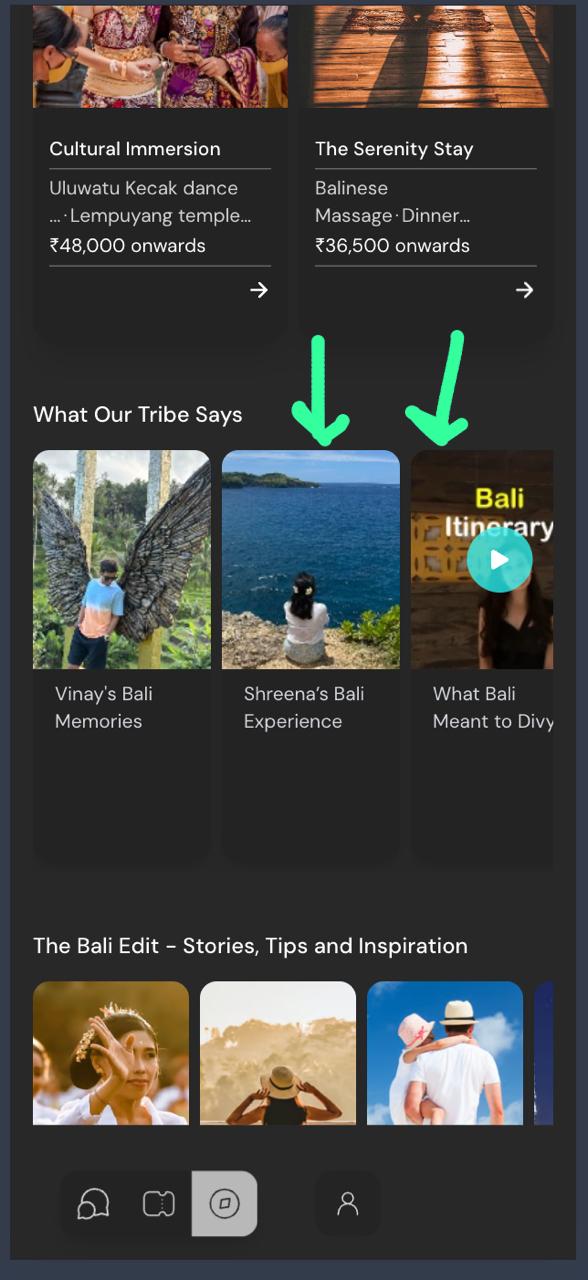 Cultural Immersion
Uluwatu Kecak dance
...·Lempuyang temple...
₹48,000 onwards
The Serenity Stay
Balinese
Massage·Dinner...
₹36,500 onwards
What Our Tribe Says
Bali
Itinerary
Vinay's Bali
Memories
Shreena’s Bali
Experience
What Bali
Meant to Divy
The Bali Edit - Stories, Tips and Inspiration